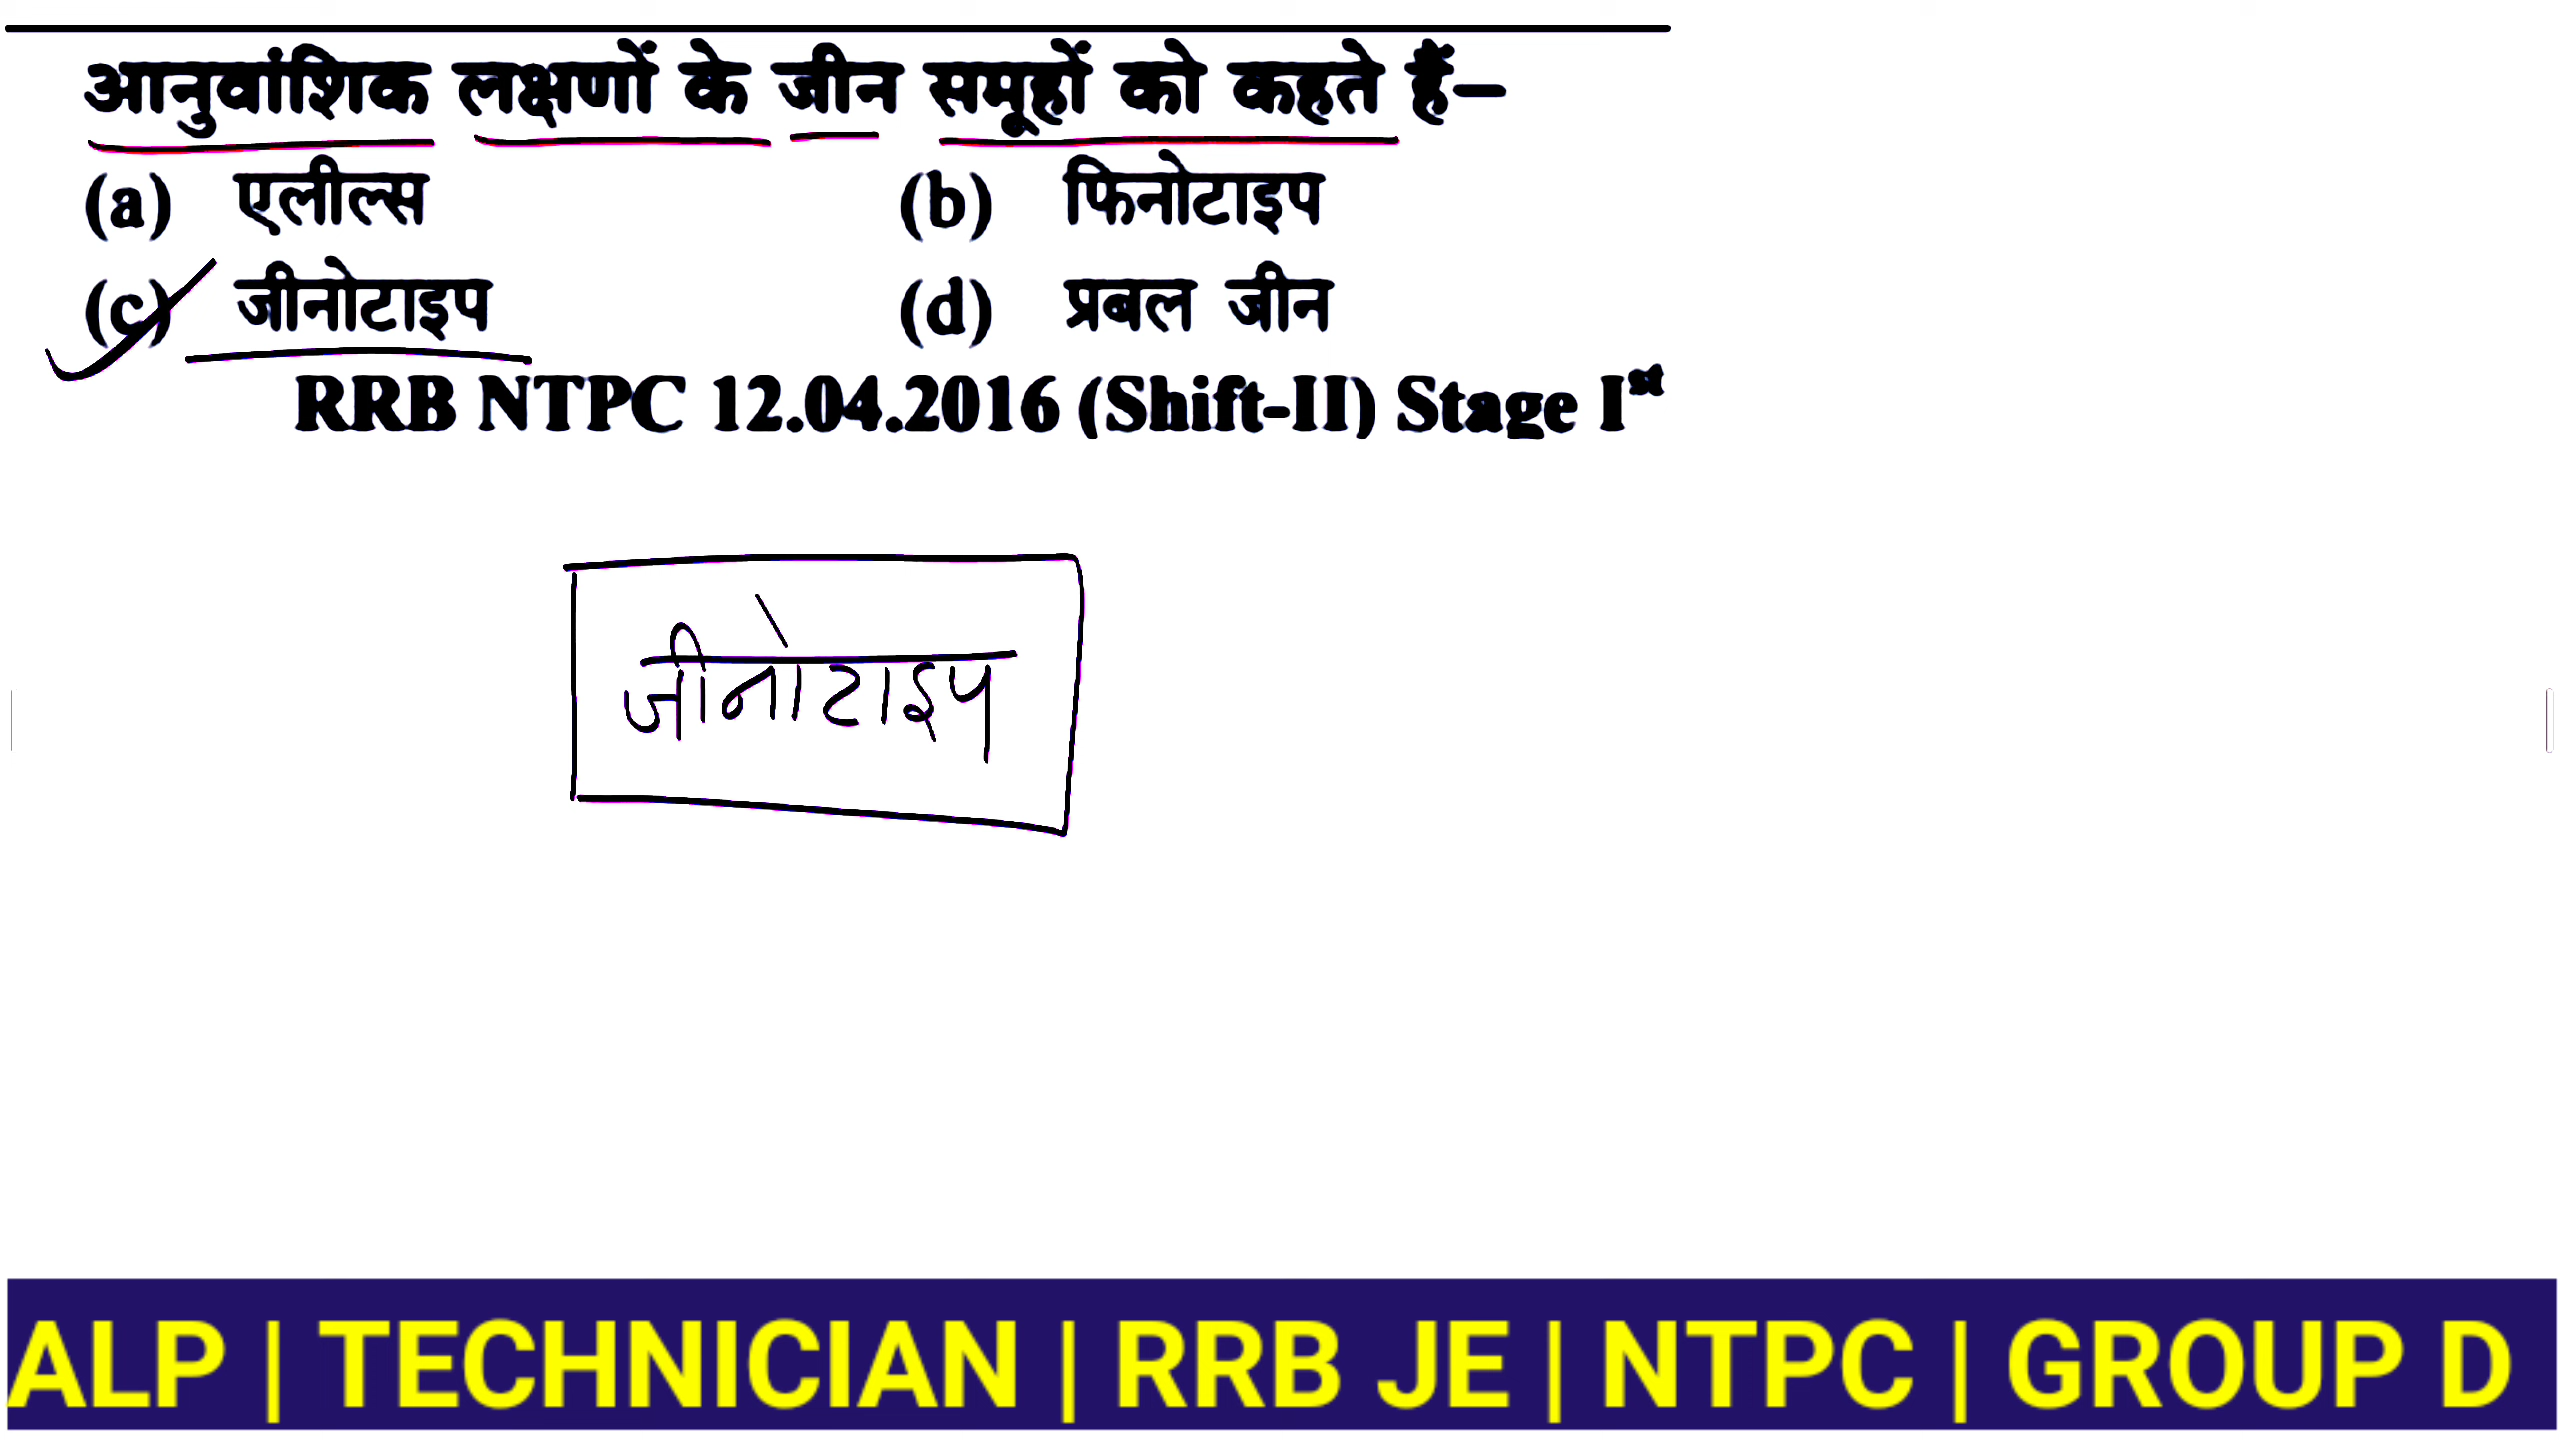 आनुवांशिक लक्षणों के जीन समूहों को कहते हैं–
(a) एलील्स (b) फिनोटाइप
(c) जीनोटाइप (d) प्रबल जीन
RRB NTPC 12.04.2016 (Shift-II) Stage Iˢᵗ
जीनोटाइप
ALP | TECHNICIAN | RRB JE | NTPC | GROUP D